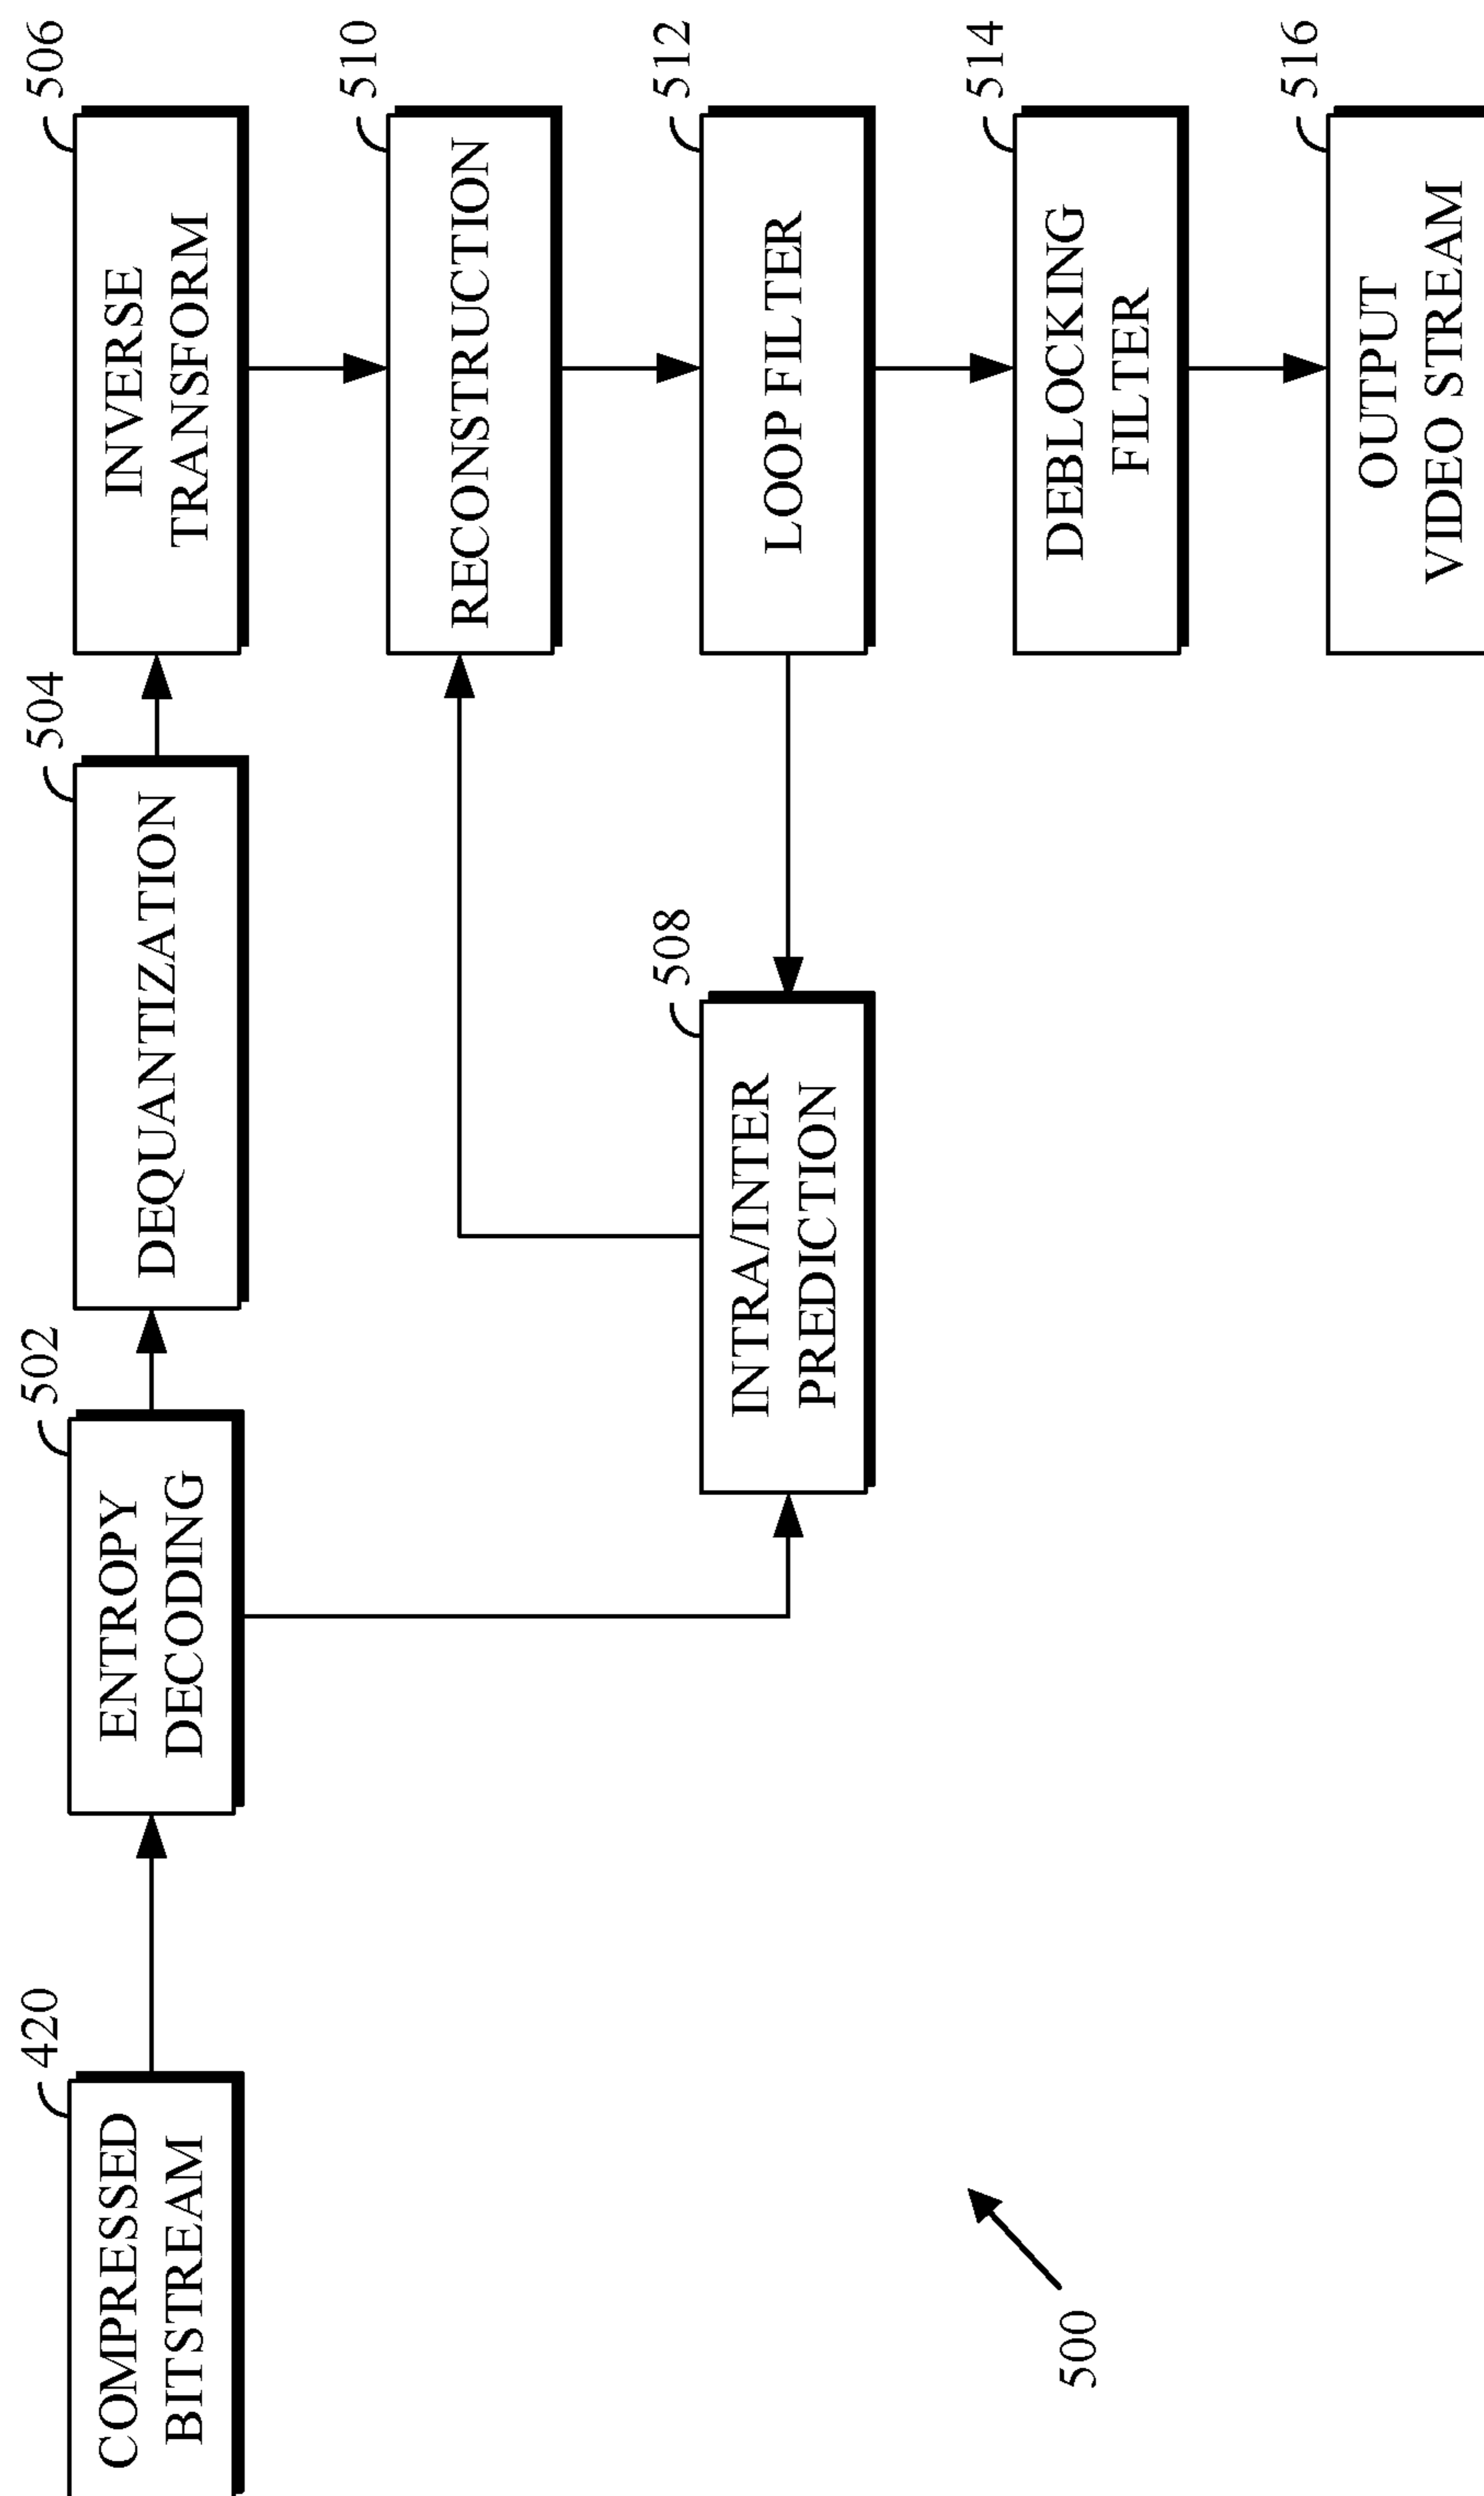 420
COMPRESSED
BITSTREAM
502
ENTROPY
DECODING
504
DEQUANTIZATION
506
INVERSE
TRANSFORM
510
RECONSTRUCTION
508
INTRA/INTER
PREDICTION
512
LOOP FILTER
514
DEBLOCKING
FILTER
516
OUTPUT
VIDEO STREAM
500